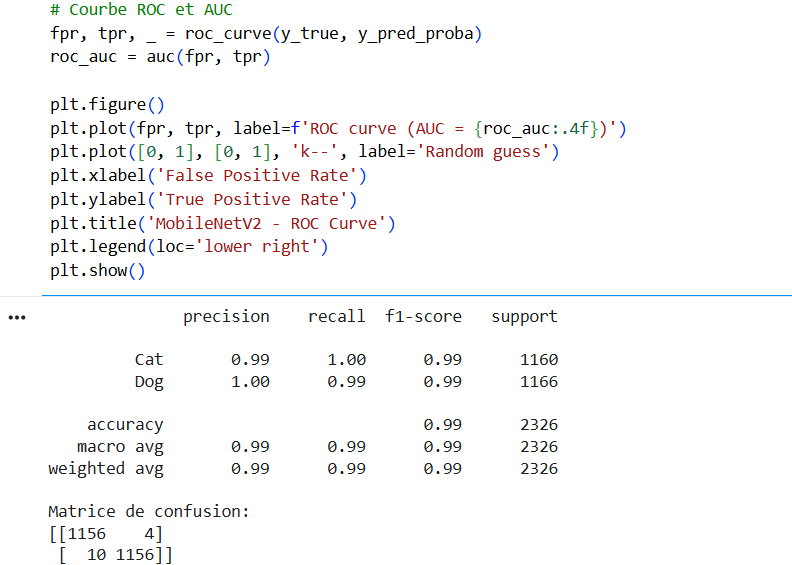 # Courbe ROC et AUC
fpr, tpr, _ = roc_curve(y_true, y_pred_proba)
roc_auc = auc(fpr, tpr)
plt.figure()
plt.plot(fpr, tpr, label=f'ROC curve (AUC = {roc_auc:.4f})')
plt.plot([0, 1], [0, 1], 'k--', label='Random guess')
plt.xlabel('False Positive Rate')
plt.ylabel('True Positive Rate')
plt.title('MobileNetV2 - ROC Curve')
plt.legend(loc='lower right')
plt.show()
precision recall f1-score support
Cat 0.99 1.00 0.99 1160
Dog 1.00 0.99 0.99 1166
accuracy 0.99 2326
macro avg 0.99 0.99 0.99 2326
weighted avg 0.99 0.99 0.99 2326
Matrice de confusion:
[[1156 4]
[ 10 1156]]